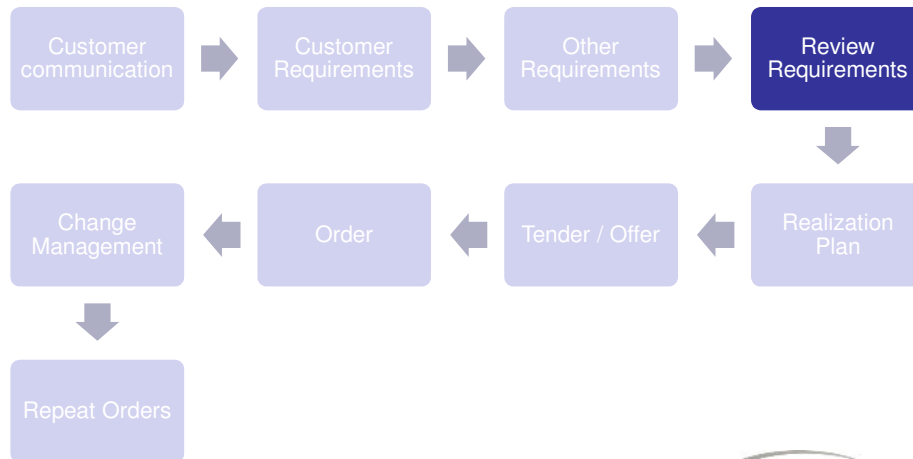 Customer
communication
Customer
Requirements
Other
Requirements
Review
Requirements
Change
Management
Order
Tender / Offer
Realization
Plan
Repeat Orders